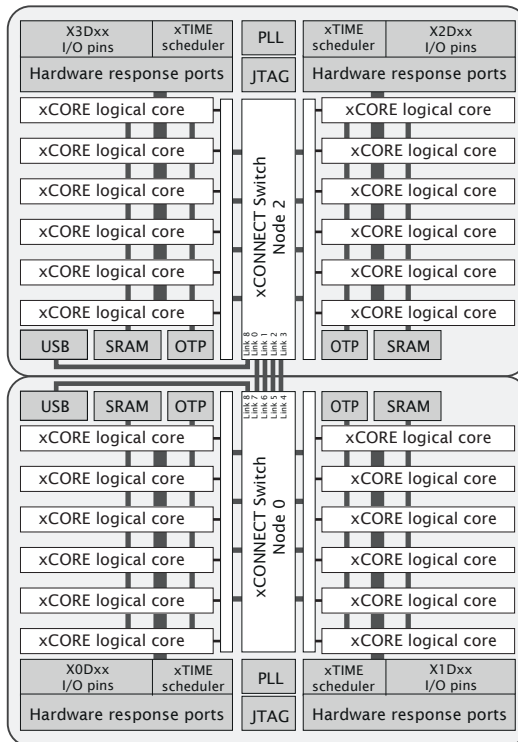 X3Dxx
I/O pins
xTIME
scheduler
PLL
xTIME
scheduler
X2Dxx
I/O pins
Hardware response ports
JTAG
Hardware response ports
xCORE logical core
xCORE logical core
xCORE logical core
xCORE logical core
xCORE logical core
xCORE logical core
xCONNECT Switch
Node 2
xCORE logical core
xCORE logical core
xCORE logical core
xCORE logical core
xCORE logical core
xCORE logical core
USB
SRAM
OTP
Link 8
Link 0
Link 1
Link 2
Link 3
OTP
SRAM
USB
SRAM
OTP
Link 8
Link 7
Link 6
Link 5
Link 4
OTP
SRAM
xCORE logical core
xCORE logical core
xCORE logical core
xCORE logical core
xCORE logical core
xCORE logical core
xCONNECT Switch
Node 0
xCORE logical core
xCORE logical core
xCORE logical core
xCORE logical core
xCORE logical core
xCORE logical core
X0Dxx
I/O pins
xTIME
scheduler
PLL
xTIME
scheduler
X1Dxx
I/O pins
Hardware response ports
JTAG
Hardware response ports